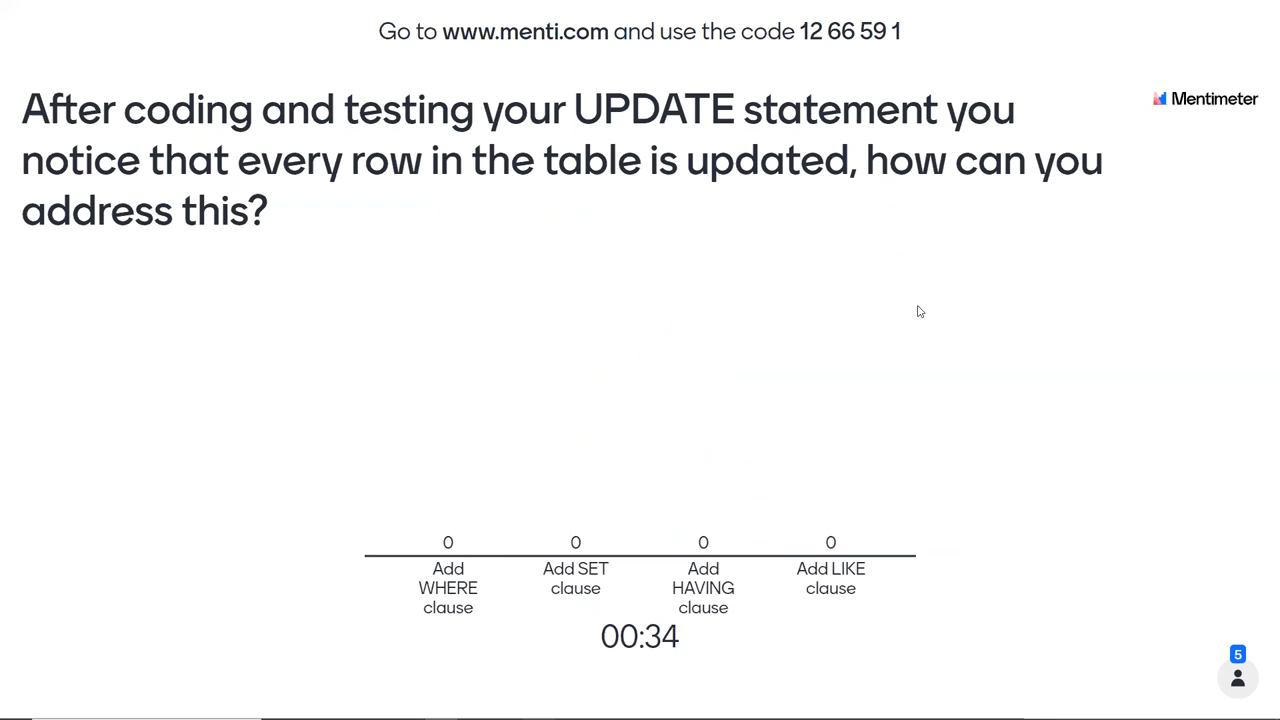 Go to www.menti.com and use the code 12 66 59 1
After coding and testing your UPDATE statement you
notice that every row in the table is updated, how can you
address this?
Mentimeter
0 0 0 0
Add WHERE clause
Add SET clause
Add HAVING clause
Add LIKE clause
00:34
5